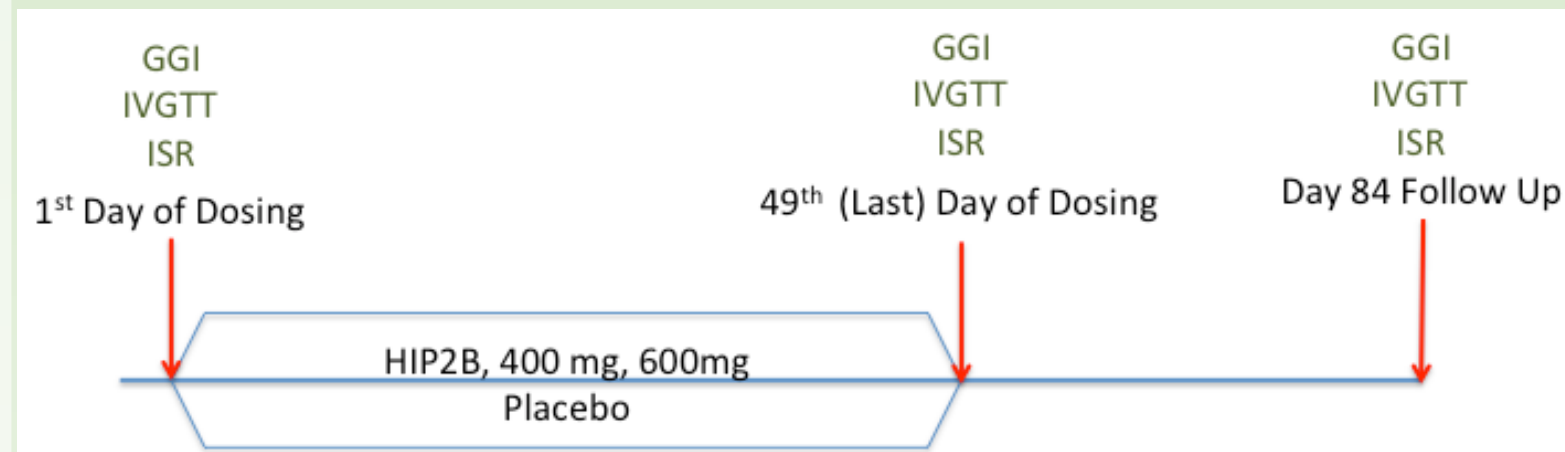 GGI
IVGTT
ISR
1st Day of Dosing
GGI
IVGTT
ISR
49th (Last) Day of Dosing
GGI
IVGTT
ISR
Day 84 Follow Up
HIP2B, 400 mg, 600mg
Placebo